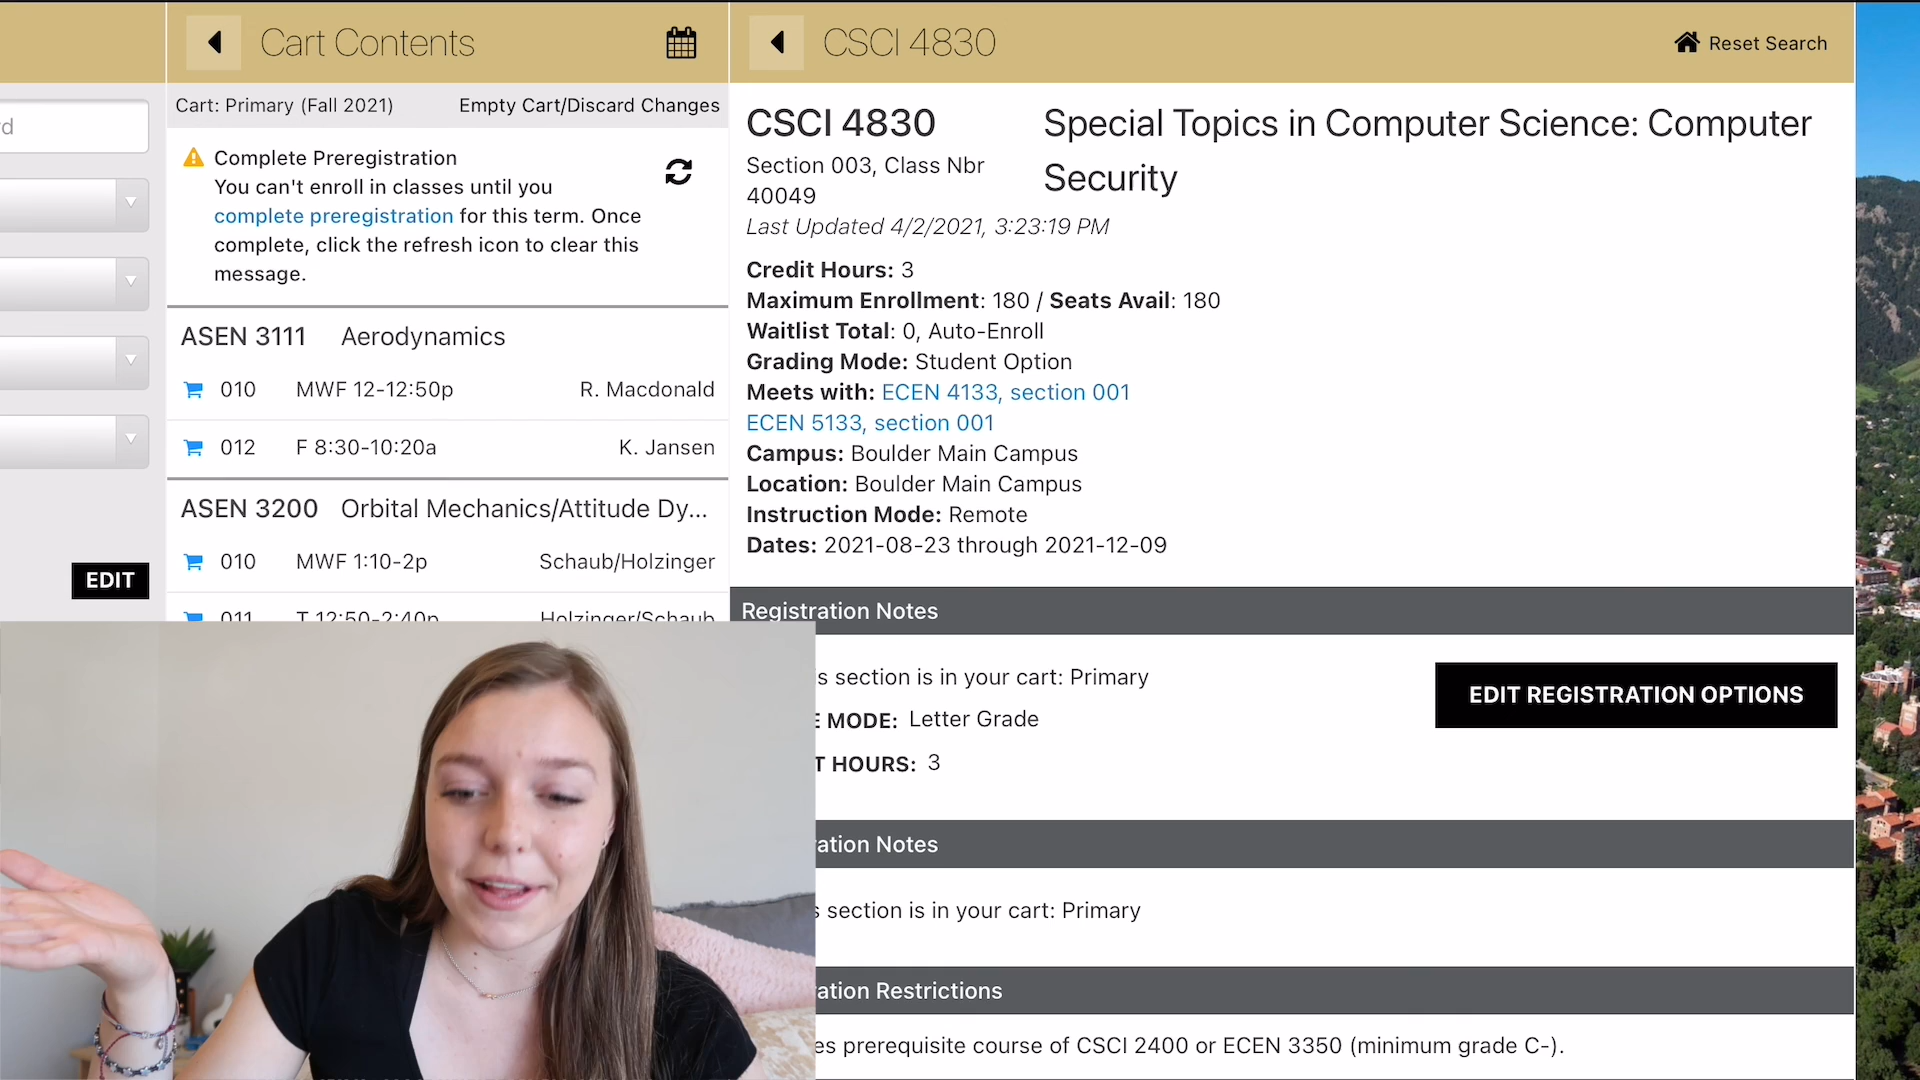 d
EDIT
Cart Contents
Cart: Primary (Fall 2021) Empty Cart/Discard Changes
Complete Preregistration
You can't enroll in classes until you
complete preregistration for this term. Once
complete, click the refresh icon to clear this
message.
ASEN 3111 Aerodynamics
010 MWF 12-12:50p R. Macdonald
012 F 8:30-10:20a K. Jansen
ASEN 3200 Orbital Mechanics/Attitude Dy...
010 MWF 1:10-2p Schaub/Holzinger
011 T 12:50-2:40p Holzinger/Schaub
CSCI 4830
Reset Search
CSCI 4830
Special Topics in Computer Science: Computer
Security
Section 003, Class Nbr
40049
Last Updated 4/2/2021, 3:23:19 PM
Credit Hours: 3
Maximum Enrollment: 180 / Seats Avail: 180
Waitlist Total: 0, Auto-Enroll
Grading Mode: Student Option
Meets with: ECEN 4133, section 001
ECEN 5133, section 001
Campus: Boulder Main Campus
Location: Boulder Main Campus
Instruction Mode: Remote
Dates: 2021-08-23 through 2021-12-09
Registration Notes
s section is in your cart: Primary
EDIT REGISTRATION OPTIONS
E MODE: Letter Grade
T HOURS: 3
ation Notes
s section is in your cart: Primary
ation Restrictions
es prerequisite course of CSCI 2400 or ECEN 3350 (minimum grade C-).